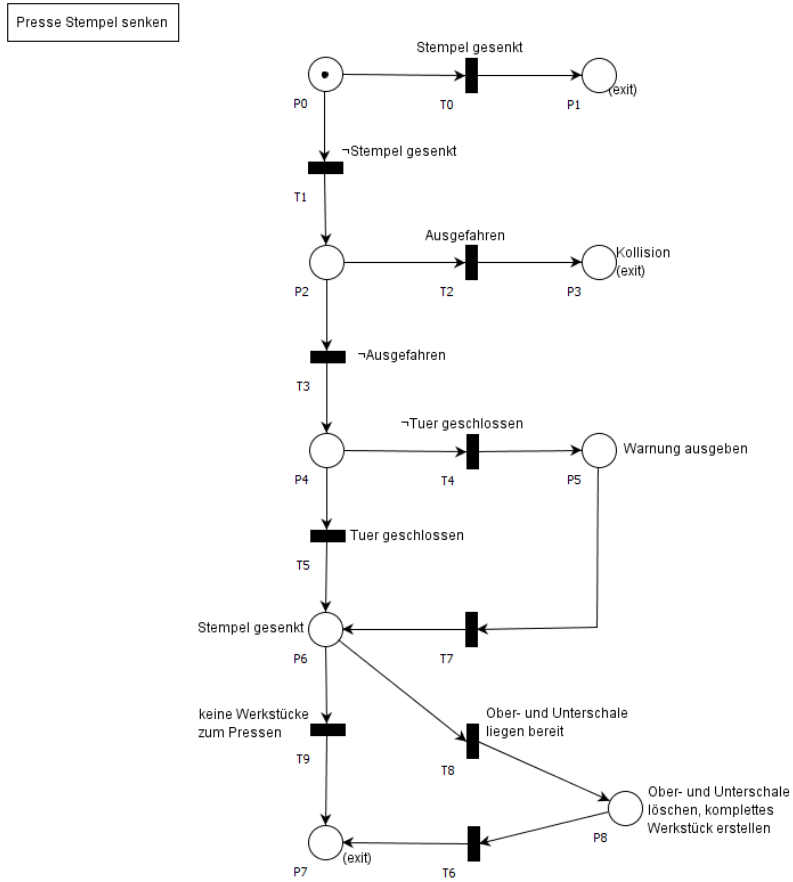 Presse Stempel senken
Stempel gesenkt
P0
T0
P1
(exit)
¬Stempel gesenkt
T1
Ausgefahren
Kollision
(exit)
P2
T2
P3
¬Ausgefahren
T3
¬Tuer geschlossen
Warnung ausgeben
P4
T4
P5
Tuer geschlossen
T5
Stempel gesenkt
P6
T7
keine Werkstücke
zum Pressen
T9
Ober- und Unterschale
liegen bereit
T8
Ober- und Unterschale
löschen, komplettes
Werkstück erstellen
P8
(exit)
P7
T6